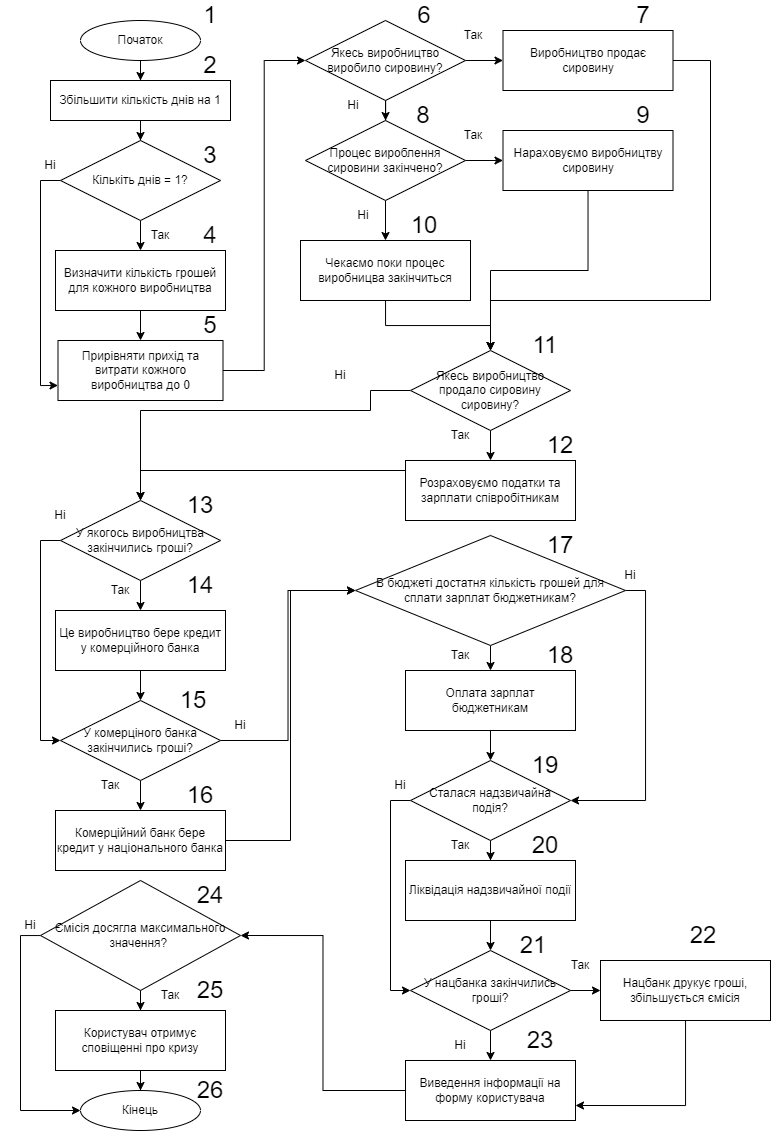 1
Початок
2
Збільшити кількість днів на 1
3
Ні
Кількіть днів = 1?
Так
4
Визначити кількість грошей
для кожного виробництва
5
Прирівняти прихід та
витрати кожного
виробництва до 0
6
Якесь виробництво
виробило сировину?
Так
Ні
7
Виробництво продає
сировину
8
Процес вироблення
сировини закінчено?
Так
Ні
9
Нараховуємо виробництву
сировину
10
Чекаємо поки процес
виробницва закінчиться
11
Ні
Якесь виробництво
продало сировину
сировину?
Так
12
Розраховуємо податки та
зарплати співробітникам
13
Ні
У якогось виробництва
закінчились гроші?
Так
14
Це виробництво бере кредит
у комерційного банка
15
У комерціного банка
закінчились гроші?
Ні
Так
16
Комерційний банк бере
кредит у національного банка
17
В бюджеті достатня кількість грошей для
сплати зарплат бюджетникам?
Ні
Так
18
Оплата зарплат
бюджетникам
19
Ні
Сталася надзвичайна
подія?
Так
20
Ліквідація надзвичайної події
21
У нацбанка закінчились
гроші?
Так
Ні
22
Нацбанк друкує гроші,
збільшується ємісія
23
Виведення інформації на
форму користувача
24
Ні
Ємісія досягла максимального
значення?
Так
25
Користувач отримує
сповіщенні про кризу
26
Кінець